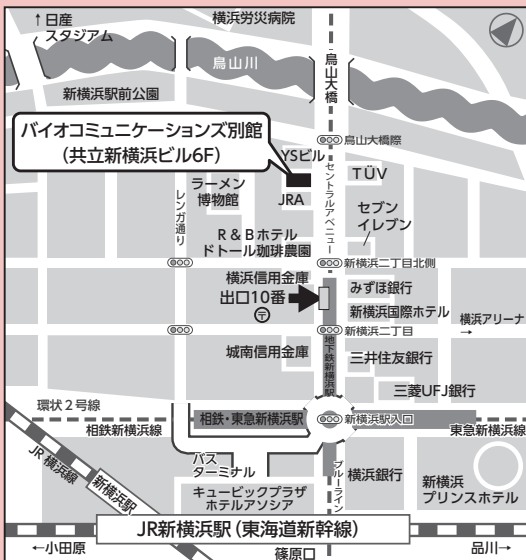 ↑日産
スタジアム
横浜労災病院
鳥山川
鳥山大橋
新横浜駅前公園
鳥山大橋際
バイオコミュニケーションズ別館
(共立新横浜ビル6F)
YSビル
TÜV
ラーメン
博物館
JRA
セントラルアベニュー
セブン
イレブン
レンガ通り
R&Bホテル
ドトール珈琲農園
新横浜二丁目北側
横浜信用金庫
出口10番
〒
みずほ銀行
新横浜国際ホテル
横浜アリーナ
→
新横浜二丁目
地下鉄新横浜駅
城南信用金庫
三井住友銀行
三菱UFJ銀行
環状2号線
相鉄・東急新横浜駅
新横浜駅入口
相鉄新横浜線
東急新横浜線
JR横浜線
新横浜駅
バス
ターミナル
ブルーライン
横浜銀行
新横浜
プリンスホテル
キュービックプラザ
ホテルアソシア
JR新横浜駅(東海道新幹線)
←小田原
篠原口
品川→